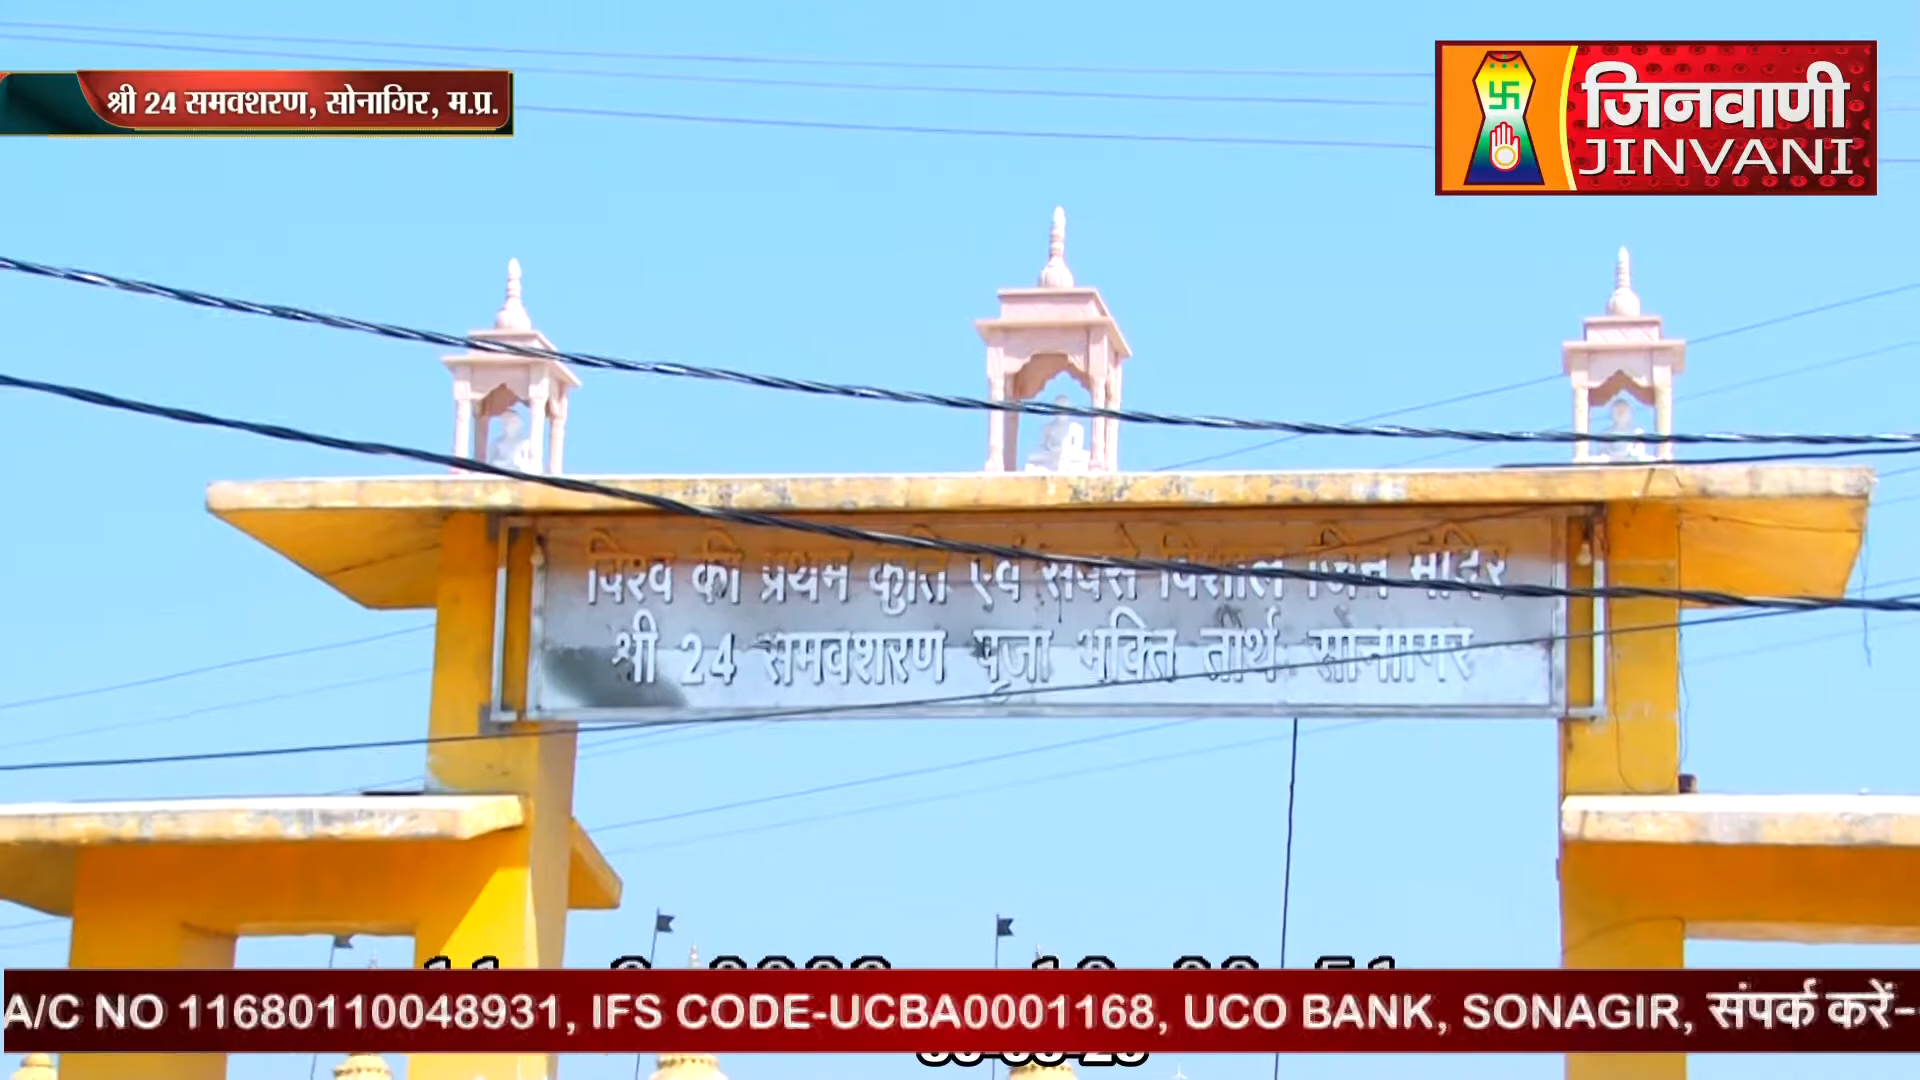 श्री 24 समवशरण, सोनागिर, म.प्र.
जिनवाणी
JINVANI
विश्व की प्रथम कृति एवं सबसे विशाल जिन मंदिर
श्री 24 समवशरण पूजा भक्ति तीर्थ सोनागिर
A/C NO 11680110048931, IFS CODE-UCBA0001168, UCO BANK, SONAGIR, संपर्क करें-